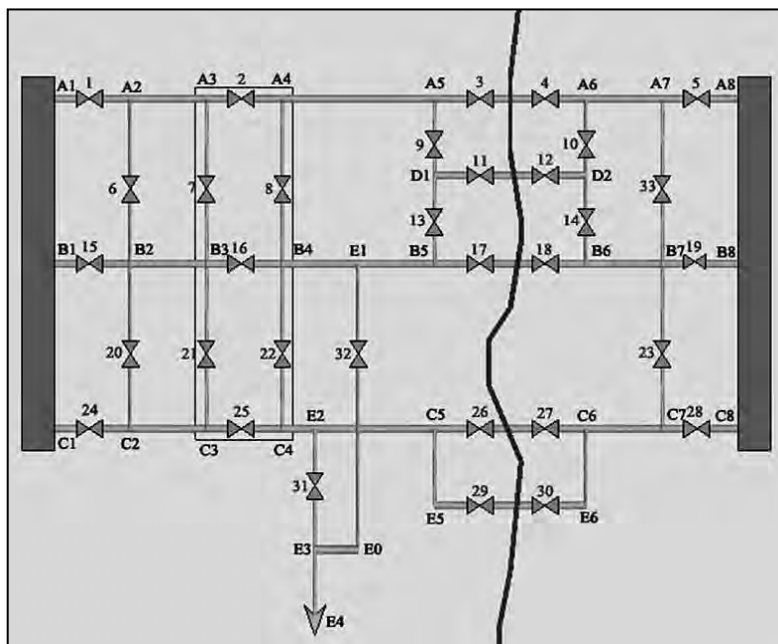 A1 1 A2 A3 2 A4 A5 3 4 A6 A7 5 A8
9 10
D1 11 12 D2
6 7 8 33
13 14
B1 15 B2 B3 16 B4 E1 B5 17 18 B6 B7 19 B8
20 21 22 32 23
24 25 E2 C5 26 27 C6 C7 28 C8
C1 C2 C3 C4
31 29 30
E5 E6
E3 E0
E4